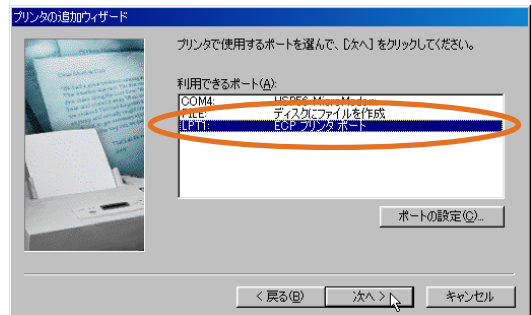 プリンタの追加ウィザード
プリンタで使用するポートを選んで、[次へ] をクリックしてください。
利用できるポート(A):
COM4:
FILE: ディスクにファイルを作成
LPT1: ECP プリンタ ポート
ポートの設定(C)...
< 戻る(B) 次へ > キャンセル